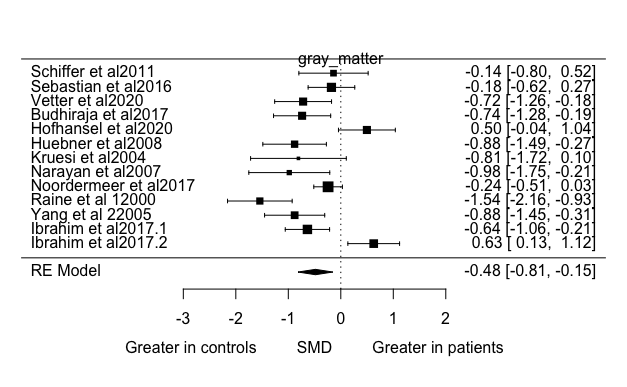 gray_matter
Schiffer et al2011 -0.14 [-0.80, 0.52]
Sebastian et al2016 -0.18 [-0.62, 0.27]
Vetter et al2020 -0.72 [-1.26, -0.18]
Budhiraja et al2017 -0.74 [-1.28, -0.19]
Hofhansel et al2020 0.50 [-0.04, 1.04]
Huebner et al2008 -0.88 [-1.49, -0.27]
Kruesi et al2004 -0.81 [-1.72, 0.10]
Narayan et al2007 -0.98 [-1.75, -0.21]
Noordermeer et al2017 -0.24 [-0.51, 0.03]
Raine et al 12000 -1.54 [-2.16, -0.93]
Yang et al 22005 -0.88 [-1.45, -0.31]
Ibrahim et al2017.1 -0.64 [-1.06, -0.21]
Ibrahim et al2017.2 0.63 [ 0.13, 1.12]
RE Model -0.48 [-0.81, -0.15]
-3 -2 -1 0 1 2
Greater in controls SMD Greater in patients